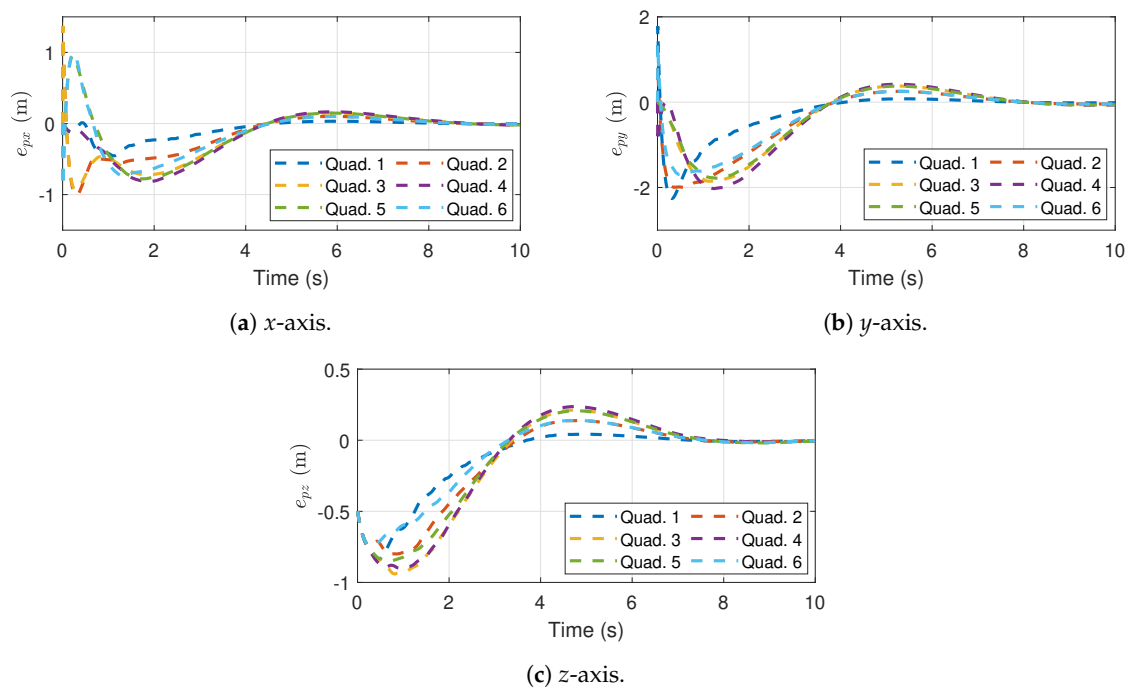 1
0
-1
e_px (m)
0 2 4 6 8 10
Time (s)
Quad. 1 Quad. 2
Quad. 3 Quad. 4
Quad. 5 Quad. 6
(a) x-axis.
2
0
-2
e_py (m)
0 2 4 6 8 10
Time (s)
Quad. 1 Quad. 2
Quad. 3 Quad. 4
Quad. 5 Quad. 6
(b) y-axis.
0.5
0
-0.5
-1
e_pz (m)
0 2 4 6 8 10
Time (s)
Quad. 1 Quad. 2
Quad. 3 Quad. 4
Quad. 5 Quad. 6
(c) z-axis.